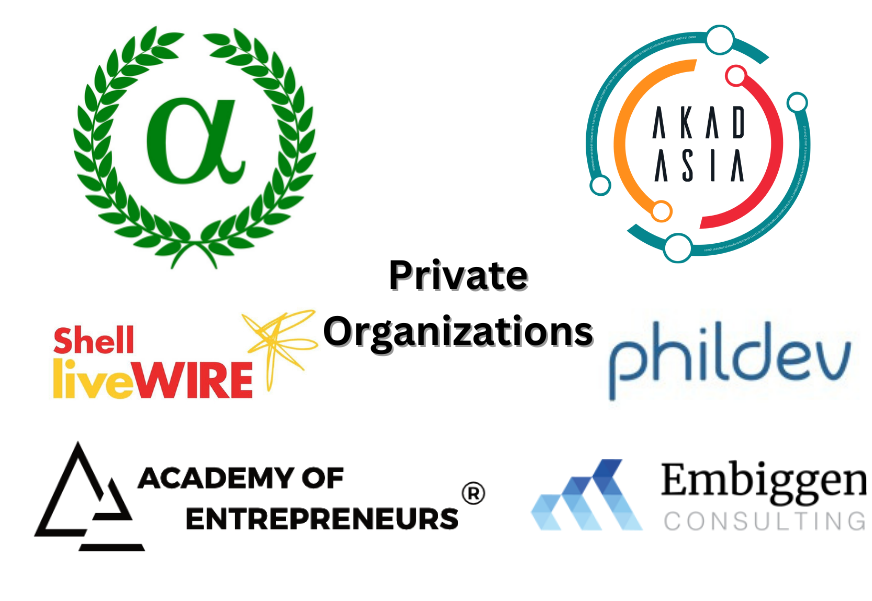 α
AKAD
ASIA
Private
Organizations
Shell
liveWIRE
phildev
ACADEMY OF
ENTREPRENEURS®
Embiggen
CONSULTING